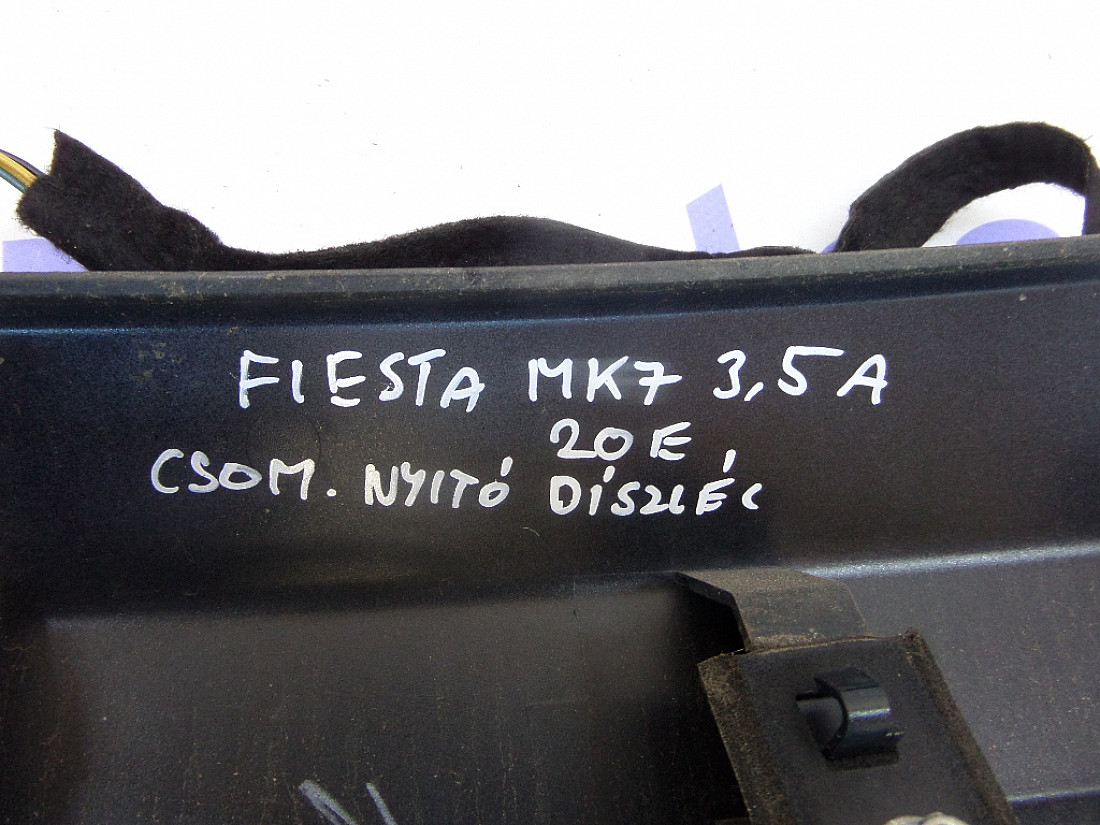 FIESTA MK7 3,5A
20E
CSOM. NYITÓ DÍSZLÉC